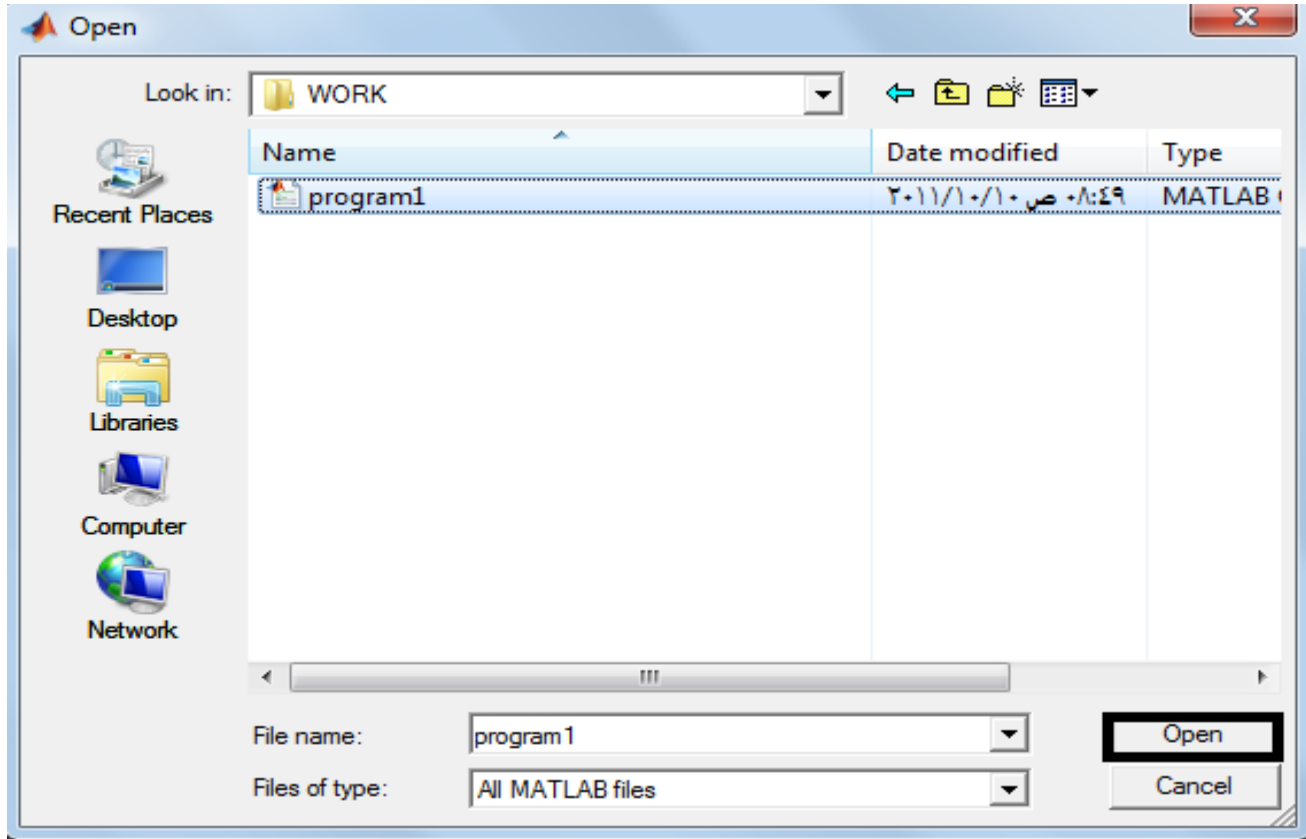 Open
Look in: WORK
Name Date modified Type
program1 ٠٨:٤٩ ص ٢٠١١/١٠/١٠ MATLAB
Recent Places
Desktop
Libraries
Computer
Network
File name: program1 Open
Files of type: All MATLAB files Cancel